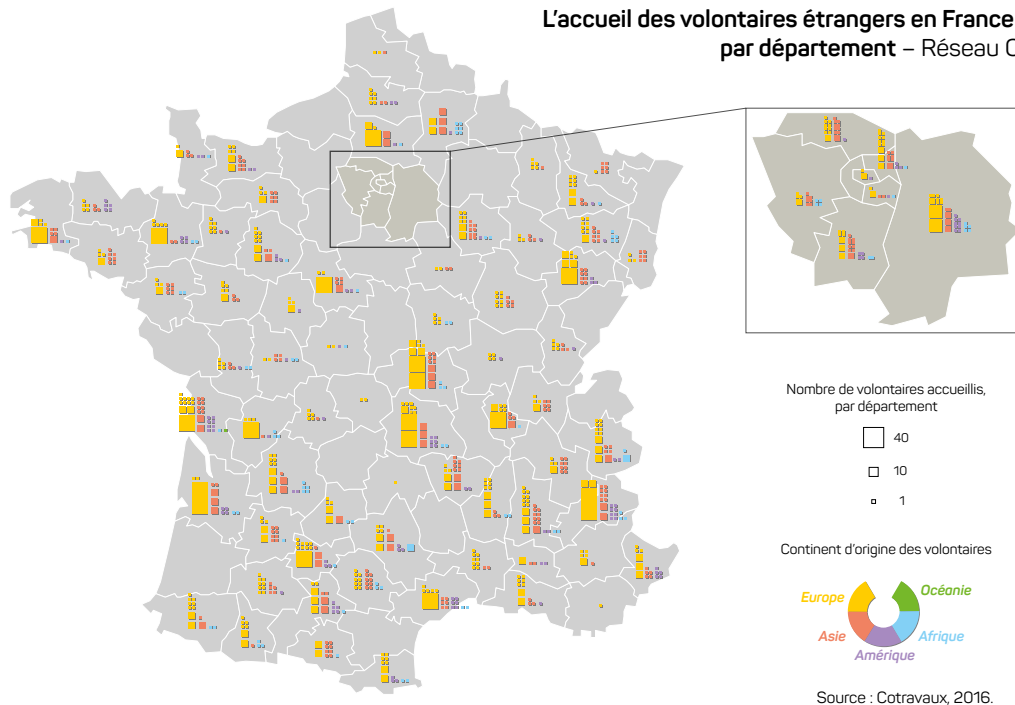 L'accueil des volontaires étrangers en France
par département – Réseau
Nombre de volontaires accueillis,
par département
40
10
1
Continent d'origine des volontaires
Europe
Océanie
Asie
Afrique
Amérique
Source : Cotravaux, 2016.